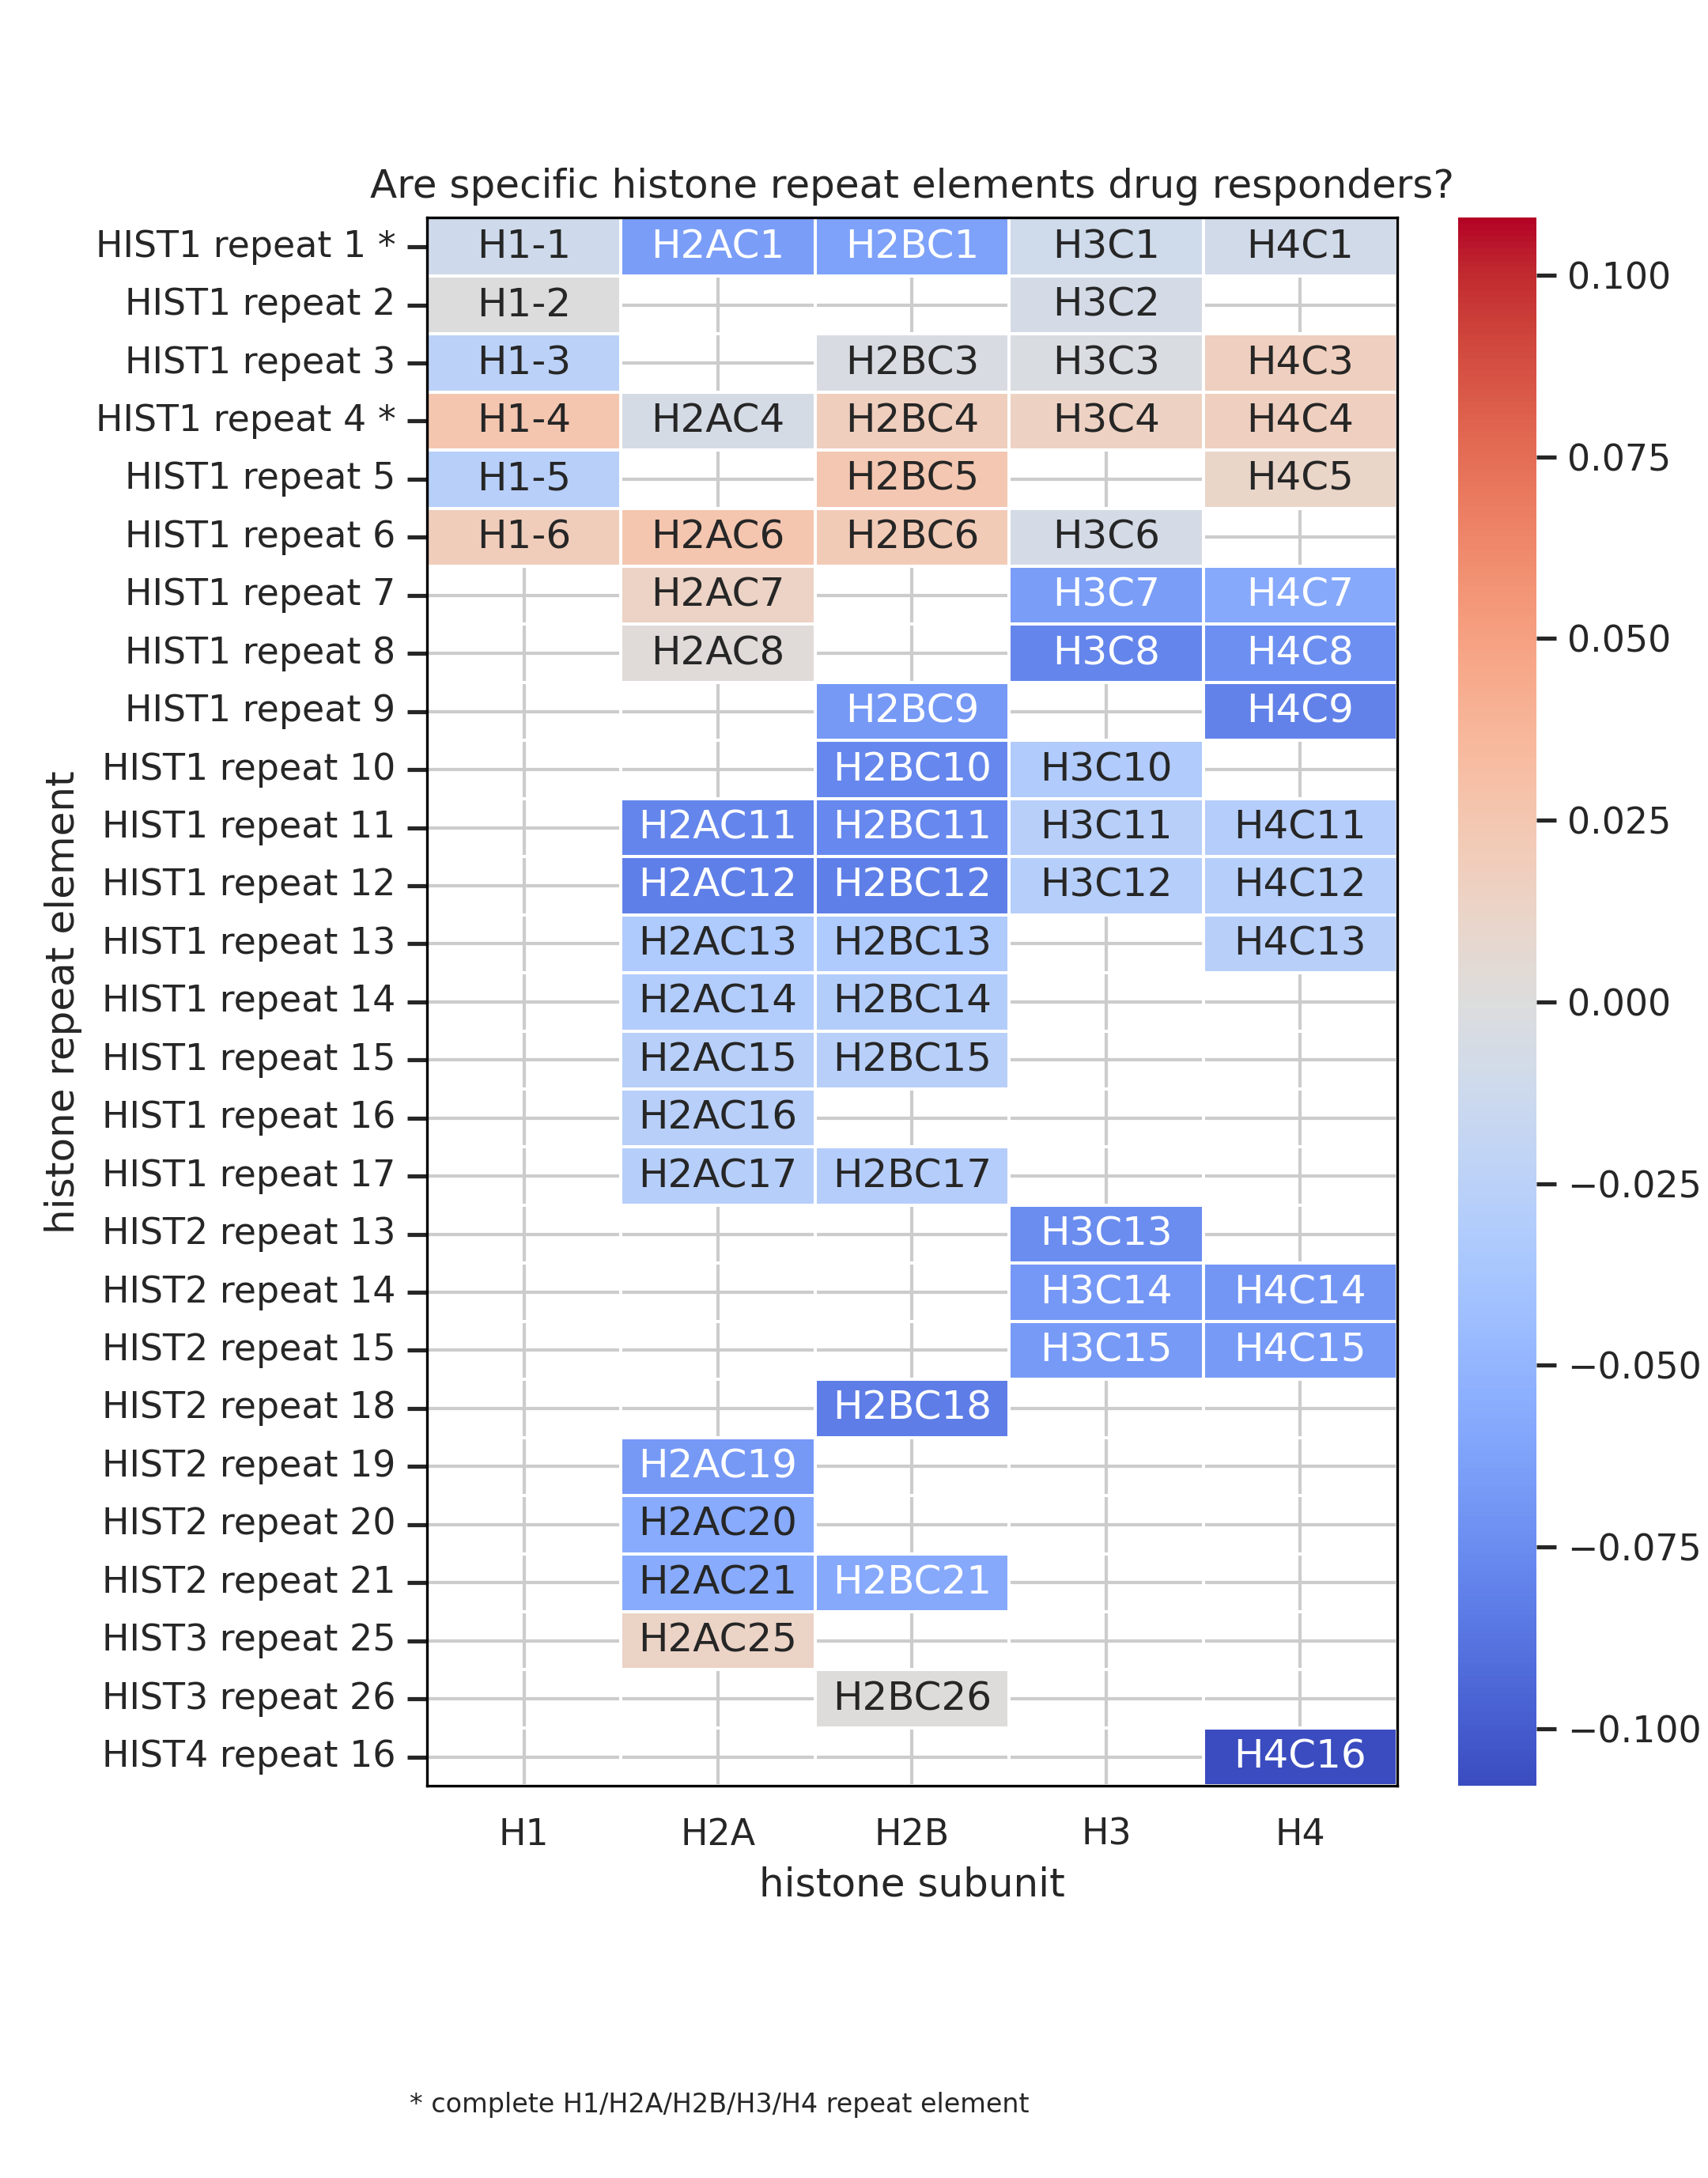 Are specific histone repeat elements drug responders?
HIST1 repeat 1 * H1-1 H2AC1 H2BC1 H3C1 H4C1
HIST1 repeat 2 H1-2 H3C2
HIST1 repeat 3 H1-3 H2BC3 H3C3 H4C3
HIST1 repeat 4 * H1-4 H2AC4 H2BC4 H3C4 H4C4
HIST1 repeat 5 H1-5 H2BC5 H4C5
HIST1 repeat 6 H1-6 H2AC6 H2BC6 H3C6
HIST1 repeat 7 H2AC7 H3C7 H4C7
HIST1 repeat 8 H2AC8 H3C8 H4C8
HIST1 repeat 9 H2BC9 H4C9
HIST1 repeat 10 H2BC10 H3C10
HIST1 repeat 11 H2AC11 H2BC11 H3C11 H4C11
HIST1 repeat 12 H2AC12 H2BC12 H3C12 H4C12
HIST1 repeat 13 H2AC13 H2BC13 H4C13
HIST1 repeat 14 H2AC14 H2BC14
HIST1 repeat 15 H2AC15 H2BC15
HIST1 repeat 16 H2AC16
HIST1 repeat 17 H2AC17 H2BC17
HIST2 repeat 13 H3C13
HIST2 repeat 14 H3C14 H4C14
HIST2 repeat 15 H3C15 H4C15
HIST2 repeat 18 H2BC18
HIST2 repeat 19 H2AC19
HIST2 repeat 20 H2AC20
HIST2 repeat 21 H2AC21 H2BC21
HIST3 repeat 25 H2AC25
HIST3 repeat 26 H2BC26
HIST4 repeat 16 H4C16
histone repeat element
H1 H2A H2B H3 H4
histone subunit
0.100
0.075
0.050
0.025
0.000
−0.025
−0.050
−0.075
−0.100
* complete H1/H2A/H2B/H3/H4 repeat element